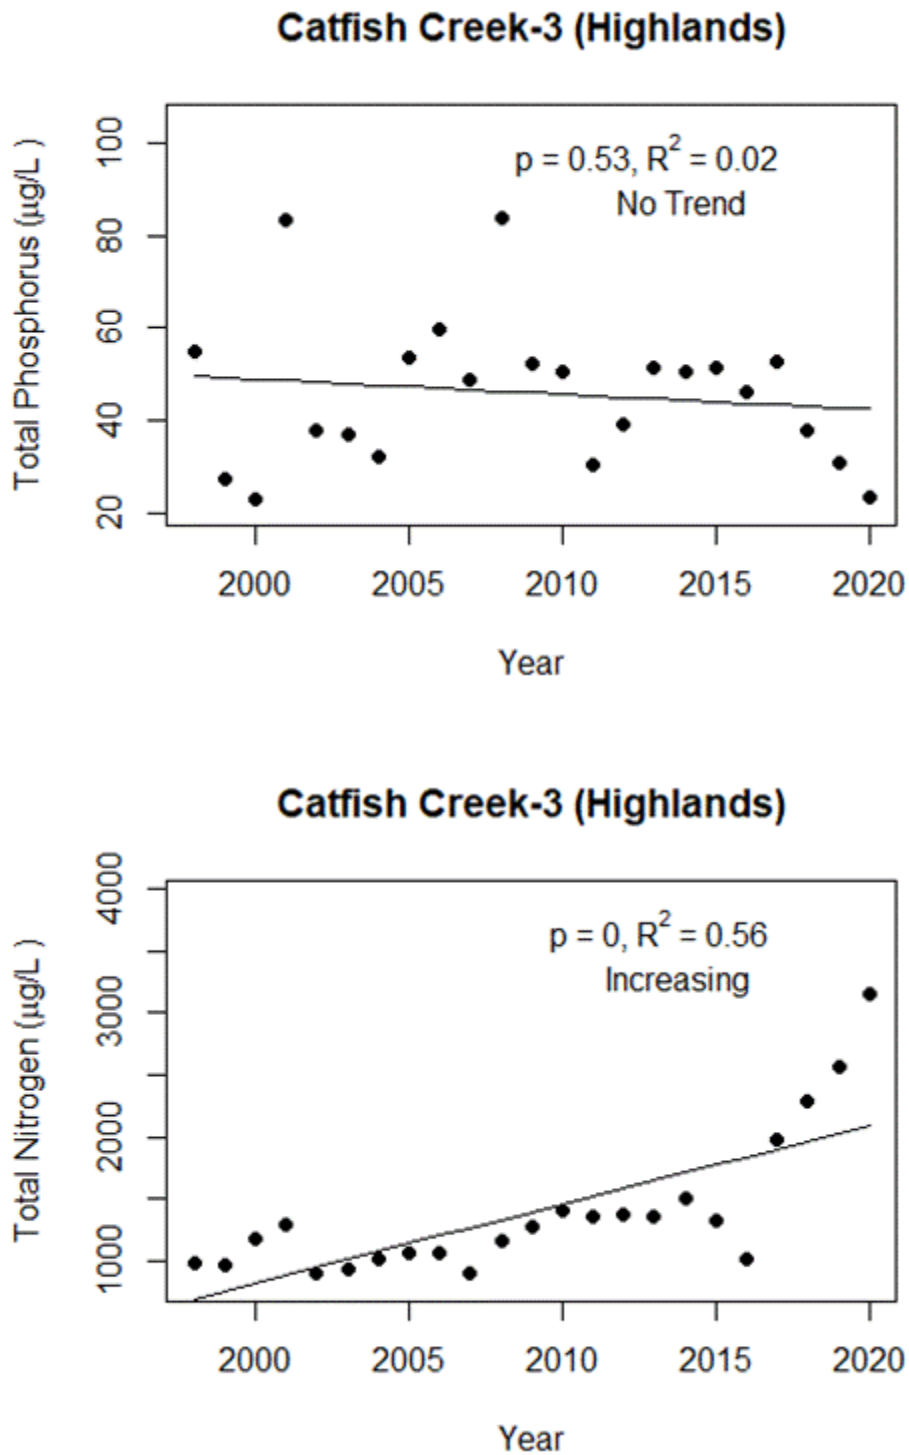 Catfish Creek-3 (Highlands)
Total Phosphorus (µg/L )
100
80
60
40
20
p = 0.53, R² = 0.02
No Trend
2000 2005 2010 2015 2020
Year
Catfish Creek-3 (Highlands)
Total Nitrogen (µg/L )
4000
3000
2000
1000
p = 0, R² = 0.56
Increasing
2000 2005 2010 2015 2020
Year